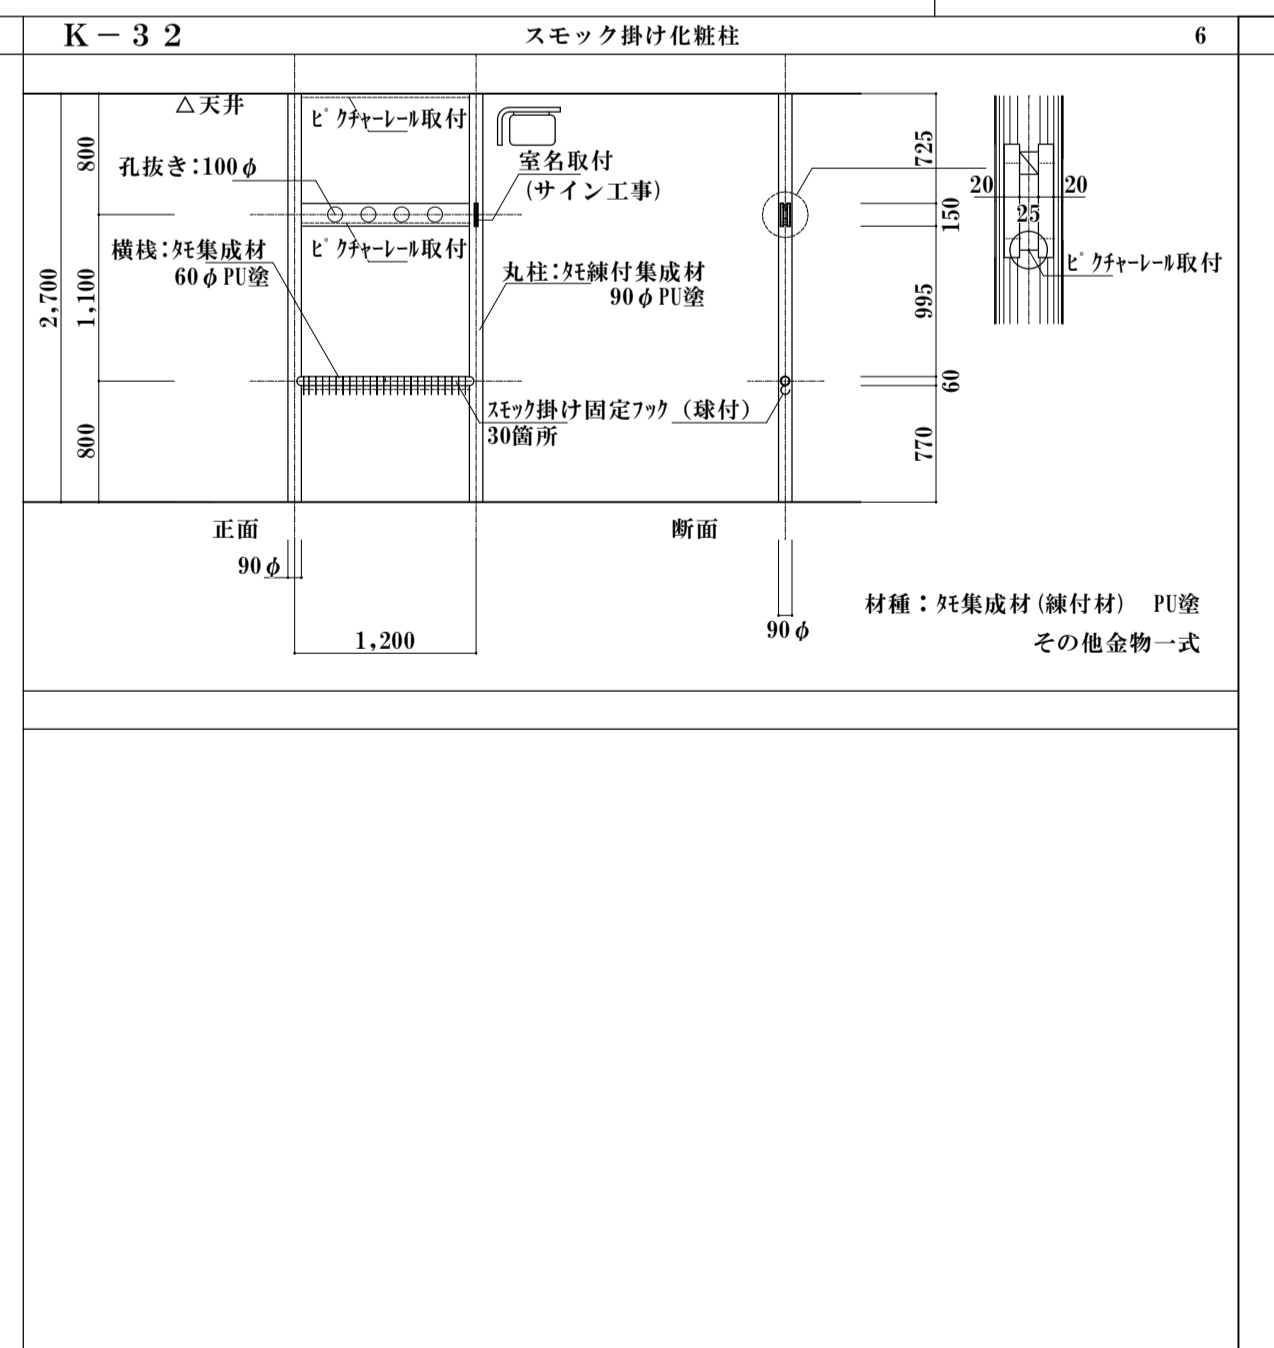 K－32
スモック掛け化粧柱
6
△天井
ﾋﾟｸﾁｬｰﾚｰﾙ取付
孔抜き:100φ
室名取付
(サイン工事)
横桟:ﾀﾓ集成材
60φPU塗
ﾋﾟｸﾁｬｰﾚｰﾙ取付
丸柱:ﾀﾓ練付集成材
90φPU塗
ｽﾓｯｸ掛け固定ﾌｯｸ（球付）
30箇所
2,700
800
1,100
800
725
150
995
60
770
20
20
25
ﾋﾟｸﾁｬｰﾚｰﾙ取付
正面
断面
90φ
1,200
90φ
材種：ﾀﾓ集成材(練付材)　PU塗
その他金物一式